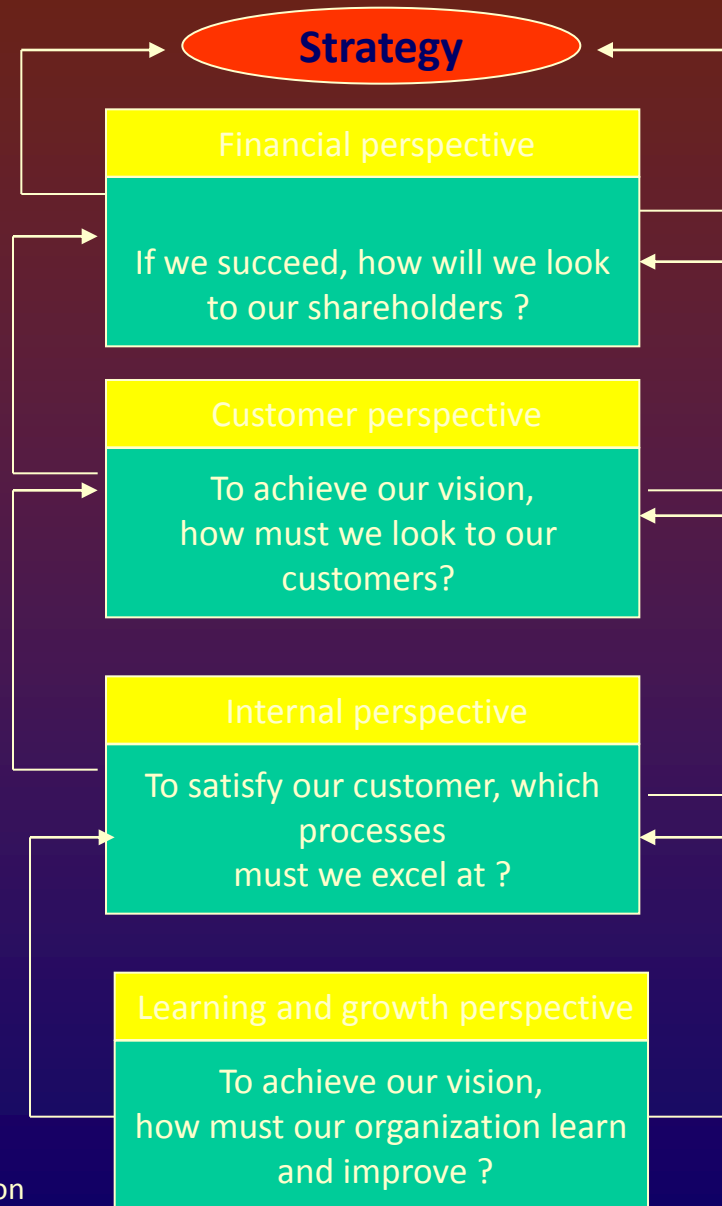 Strategy
Financial perspective
If we succeed, how will we look
to our shareholders ?
Customer perspective
To achieve our vision,
how must we look to our
customers?
Internal perspective
To satisfy our customer, which
processes
must we excel at ?
Learning and growth perspective
To achieve our vision,
how must our organization learn
and improve ?
on